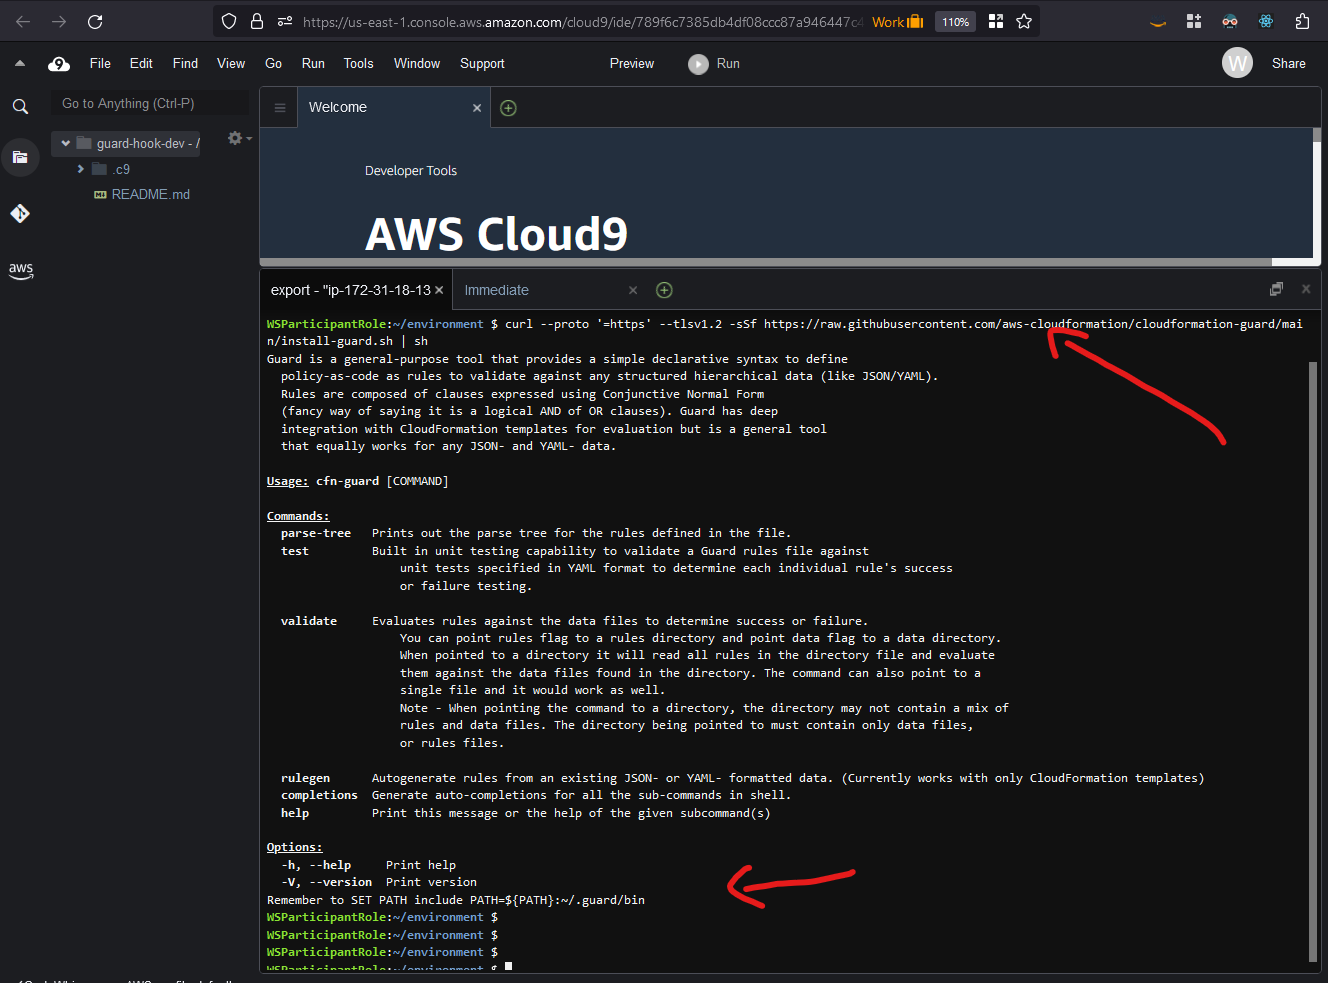 https://us-east-1.console.aws.amazon.com/cloud9/ide/789f6c7385db4df08ccc87a946447c4
Work
110%
9 File Edit Find View Go Run Tools Window Support Preview Run W Share
Go to Anything (Ctrl-P)
guard-hook-dev - /
.c9
README.md
aws
Welcome
Developer Tools
AWS Cloud9
export - "ip-172-31-18-13
Immediate
WSParticipantRole:~/environment $ curl --proto '=https' --tlsv1.2 -sSf https://raw.githubusercontent.com/aws-cloudformation/cloudformation-guard/mai
n/install-guard.sh | sh
Guard is a general-purpose tool that provides a simple declarative syntax to define
policy-as-code as rules to validate against any structured hierarchical data (like JSON/YAML).
Rules are composed of clauses expressed using Conjunctive Normal Form
(fancy way of saying it is a logical AND of OR clauses). Guard has deep
integration with CloudFormation templates for evaluation but is a general tool
that equally works for any JSON- and YAML- data.
Usage: cfn-guard [COMMAND]
Commands:
parse-tree Prints out the parse tree for the rules defined in the file.
test Built in unit testing capability to validate a Guard rules file against
unit tests specified in YAML format to determine each individual rule's success
or failure testing.
validate Evaluates rules against the data files to determine success or failure.
You can point rules flag to a rules directory and point data flag to a data directory.
When pointed to a directory it will read all rules in the directory file and evaluate
them against the data files found in the directory. The command can also point to a
single file and it would work as well.
Note - When pointing the command to a directory, the directory may not contain a mix of
rules and data files. The directory being pointed to must contain only data files,
or rules files.
rulegen Autogenerate rules from an existing JSON- or YAML- formatted data. (Currently works with only CloudFormation templates)
completions Generate auto-completions for all the sub-commands in shell.
help Print this message or the help of the given subcommand(s)
Options:
-h, --help Print help
-V, --version Print version
Remember to SET PATH include PATH=${PATH}:~/.guard/bin
WSParticipantRole:~/environment $
WSParticipantRole:~/environment $
WSParticipantRole:~/environment $
WSParticipantRole:~/environment $